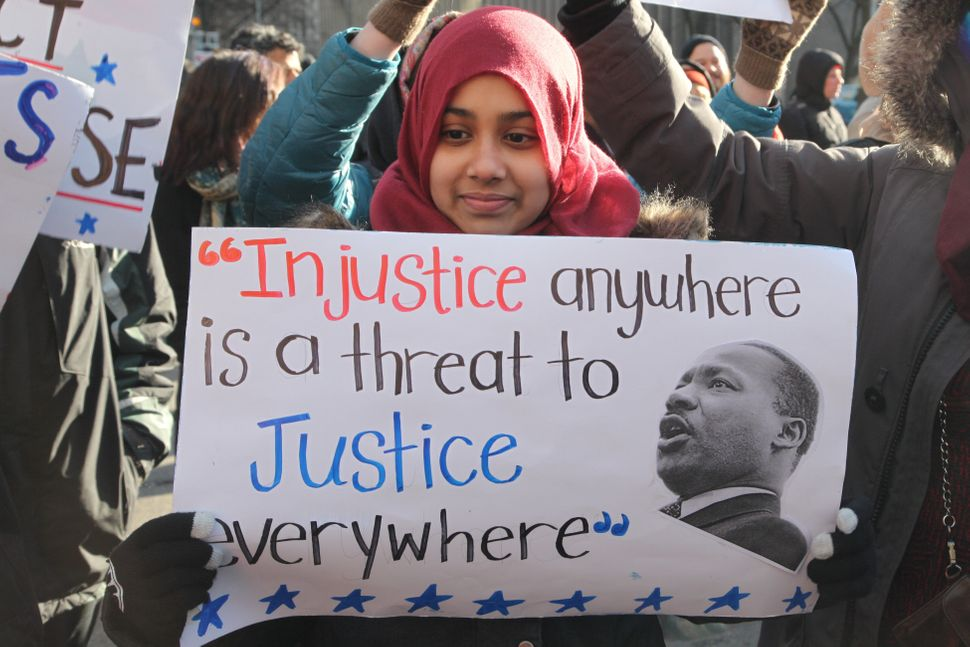 “Injustice anywhere
is a threat to
Justice
everywhere”